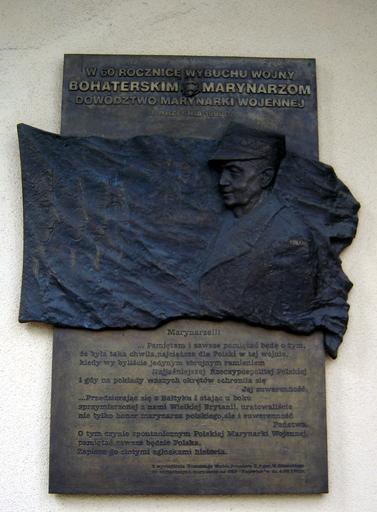 W 60 ROCZNICĘ WYBUCHU WOJNY
BOHATERSKIM MARYNARZOM
DOWÓDZTWO MARYNARKI WOJENNEJ
Marynarze!!!
... Pamiętam i zawsze pamiętać będę o tym,
że była taka chwila, najcięższa dla Polski w tej wojnie,
kiedy wy byliście jedynym zbrojnym ramieniem
Najjaśniejszej Rzeczypospolitej Polskiej
i gdy na pokłady waszych okrętów schroniła się
Jej suwerenność.
...Przedzierając się z Bałtyku i stając u boku
sprzymierzonej z nami Wielkiej Brytanii, uratowaliście
nie tylko honor marynarza polskiego, ale i suwerenność
Państwa.
O tym czynie spontanicznym Polskiej Marynarki Wojennej,
pamiętać zawsze będzie Polska.
Zapisze go złotymi zgłoskami historia.